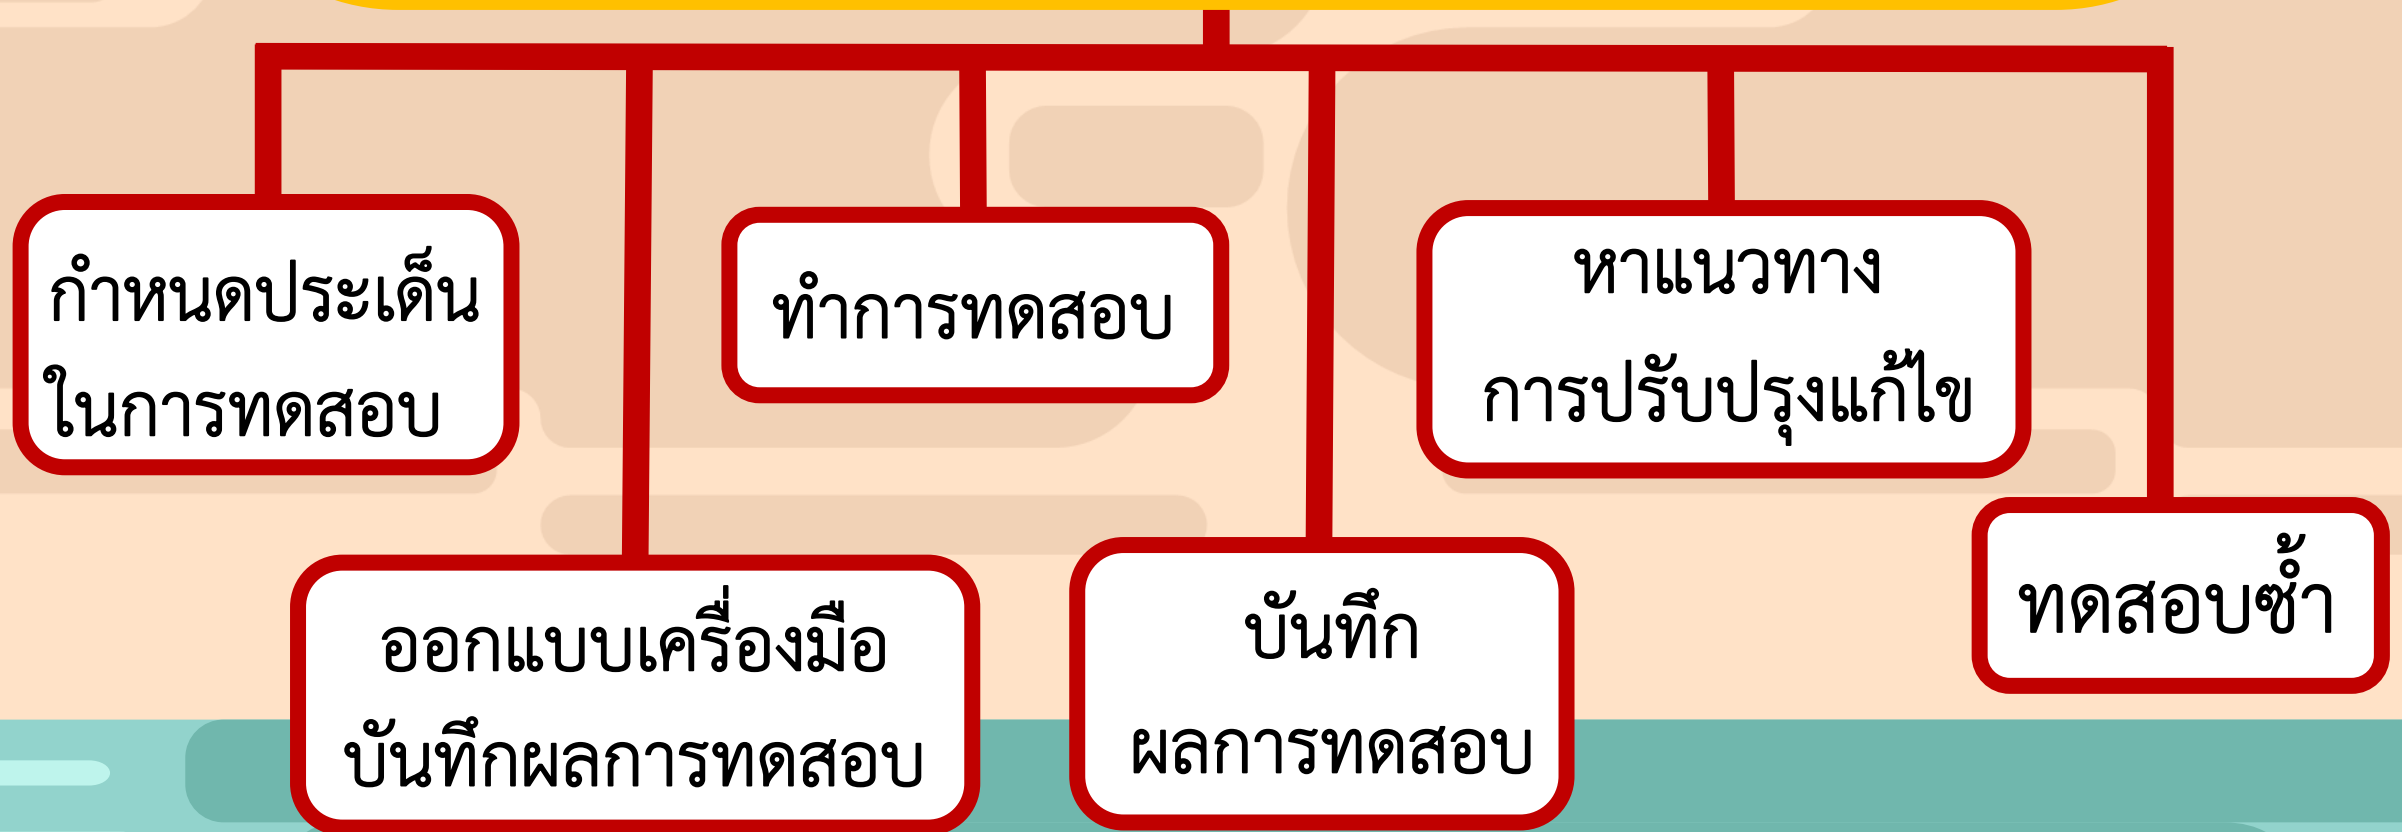 กำหนดประเด็น
ในการทดสอบ
ออกแบบเครื่องมือ
บันทึกผลการทดสอบ
ทำการทดสอบ
บันทึก
ผลการทดสอบ
หาแนวทาง
การปรับปรุงแก้ไข
ทดสอบซ้ำ